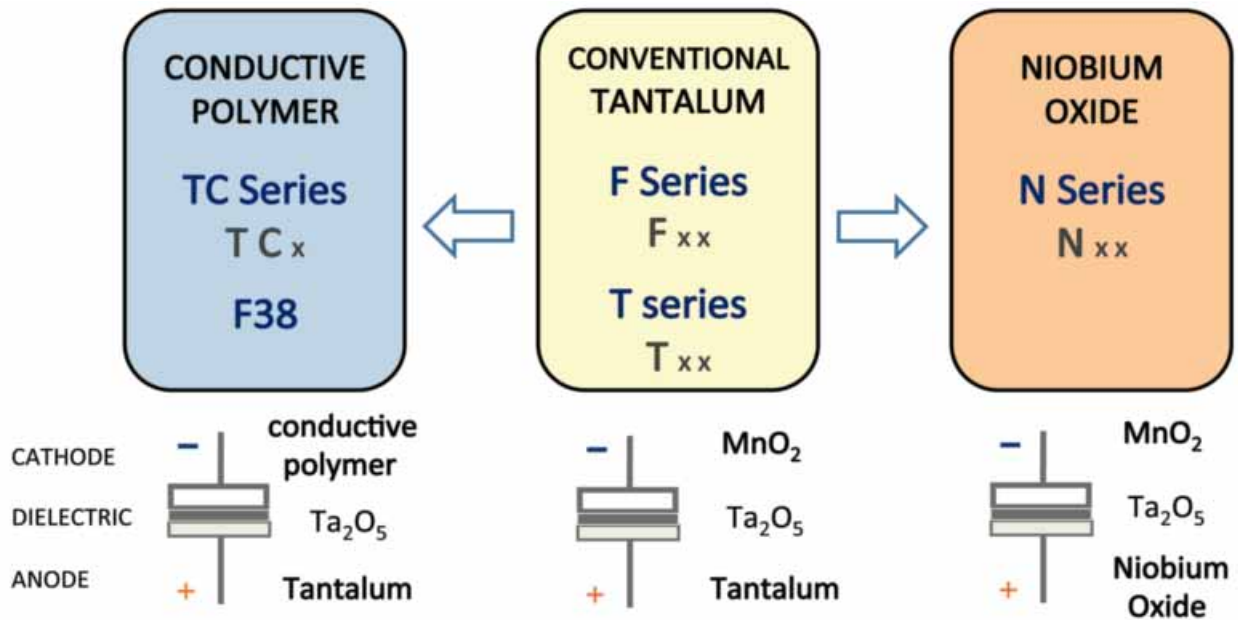 CONDUCTIVE
POLYMER
TC Series
T C x
F38
CONVENTIONAL
TANTALUM
F Series
F x x
T series
T x x
NIOBIUM
OXIDE
N Series
N x x
CATHODE
DIELECTRIC
ANODE
−
conductive
polymer
Ta₂O₅
+
Tantalum
−
MnO₂
Ta₂O₅
+
Tantalum
−
MnO₂
Ta₂O₅
+
Niobium
Oxide